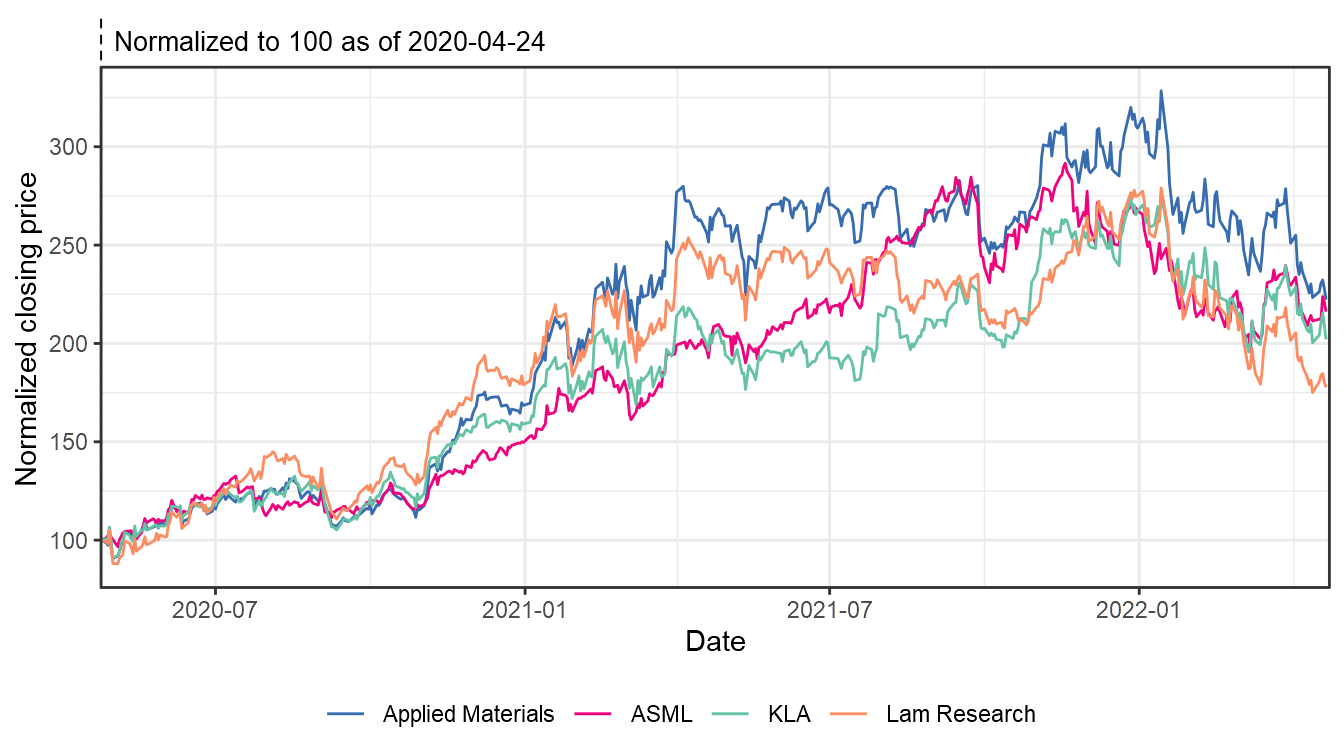 Normalized to 100 as of 2020-04-24
Normalized closing price
300
250
200
150
100
2020-07 2021-01 2021-07 2022-01
Date
Applied Materials ASML KLA Lam Research